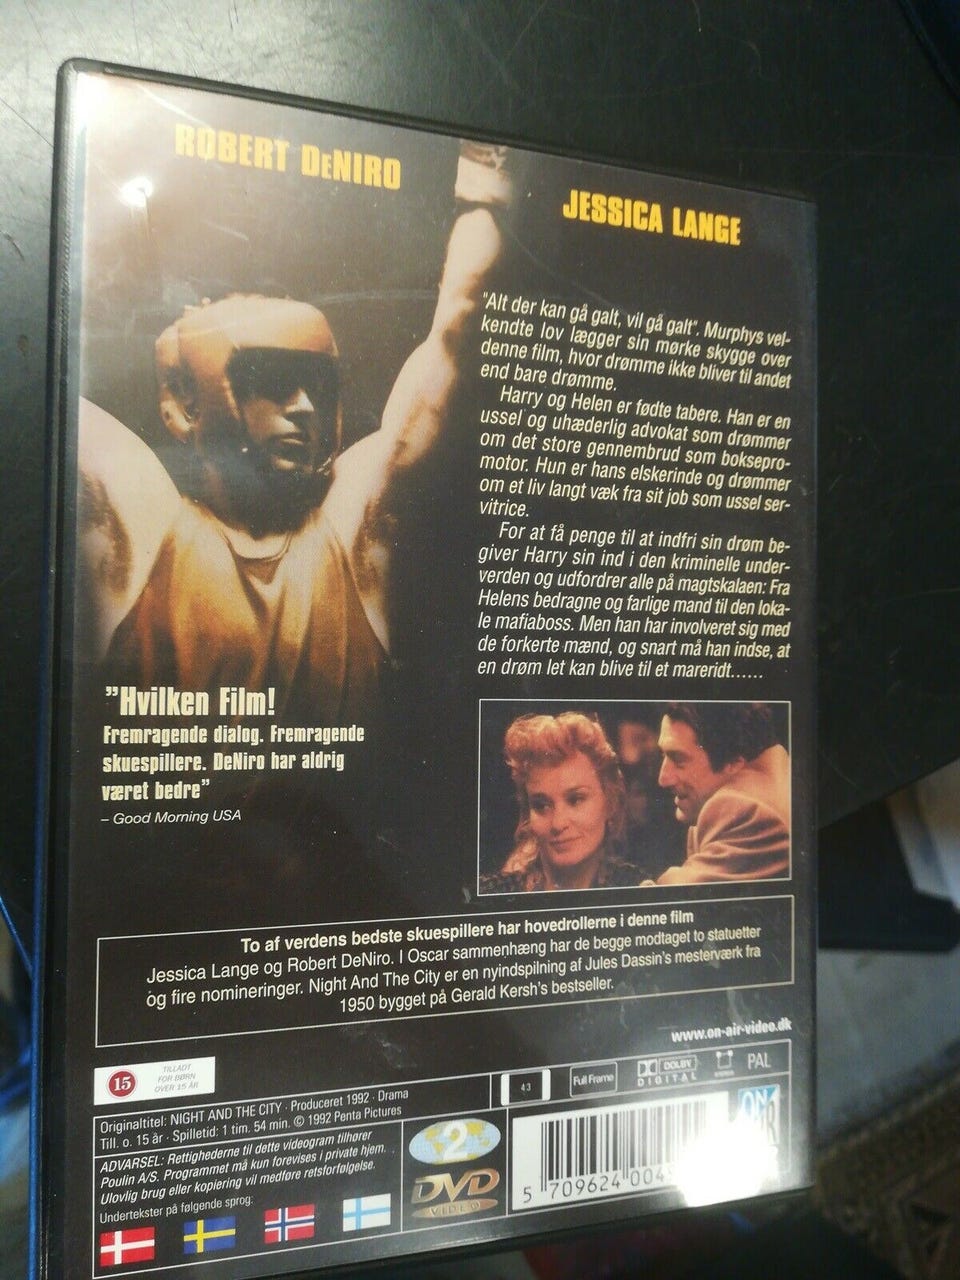 ROBERT DENIRO
JESSICA LANGE
"Alt der kan gå galt, vil gå galt". Murphys vel-
kendte lov lægger sin mørke skygge over
denne film, hvor drømme ikke bliver til andet
end bare drømme.
Harry og Helen er fødte tabere. Han er en
ussel og uhæderlig advokat som drømmer
om det store gennembrud som boksepro-
motor. Hun er hans elskerinde og drømmer
om et liv langt væk fra sit job som ussel ser-
vitrice.
For at få penge til at indfri sin drøm be-
giver Harry sin ind i den kriminelle under-
verden og udfordrer alle på magtskalaen: Fra
Helens bedragne og farlige mand til den loka-
le mafiaboss. Men han har involveret sig med
de forkerte mænd, og snart må han indse, at
en drøm let kan blive til et mareridt......
"Hvilken Film!
Fremragende dialog. Fremragende
skuespillere. DeNiro har aldrig
været bedre"
– Good Morning USA
To af verdens bedste skuespillere har hovedrollerne i denne film
Jessica Lange og Robert DeNiro. I Oscar sammenhæng har de begge modtaget to statuetter
og fire nomineringer. Night And The City er en nyindspilning af Jules Dassin's mesterværk fra
1950 bygget på Gerald Kersh's bestseller.
www.on-air-video.dk
15
TILLADT
FOR BØRN
OVER 15 ÅR
4:3
Full Frame
DOLBY
DIGITAL
PAL
Originaltitel: NIGHT AND THE CITY · Produceret 1992 · Drama
Till. o. 15 år · Spilletid: 1 tim. 54 min. © 1992 Penta Pictures
ADVARSEL: Rettighederne til dette videogram tilhører
Poulin A/S. Programmet må kun forevises i private hjem.
Ulovlig brug eller kopiering vil medføre retsforfølgelse.
Undertekster på følgende sprog:
2
DVD
VIDEO
5 709624 004
ON